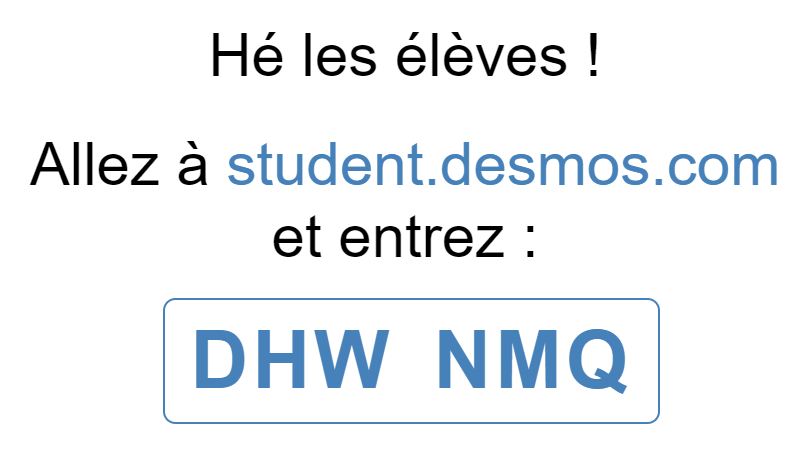 Hé les élèves !
Allez à student.desmos.com
et entrez :
DHW NMQ